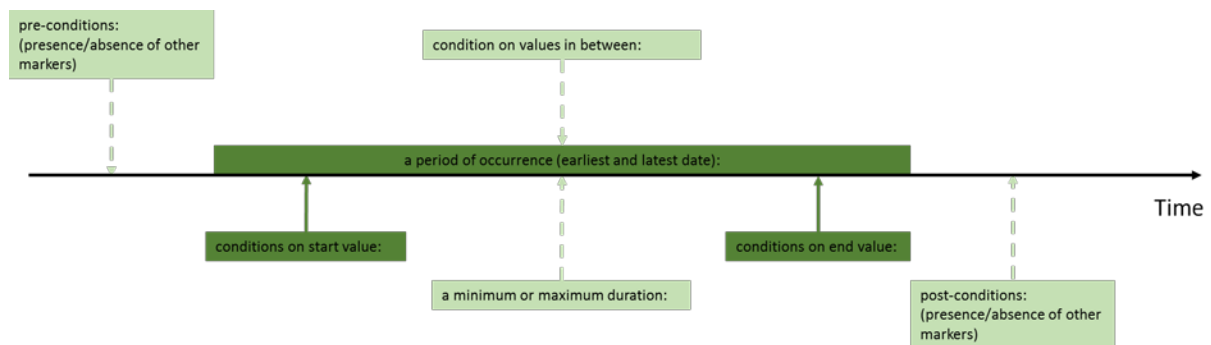 pre-conditions:
(presence/absence of other
markers)
condition on values in between:
a period of occurrence (earliest and latest date):
Time
conditions on start value:
conditions on end value:
a minimum or maximum duration:
post-conditions:
(presence/absence of other
markers)